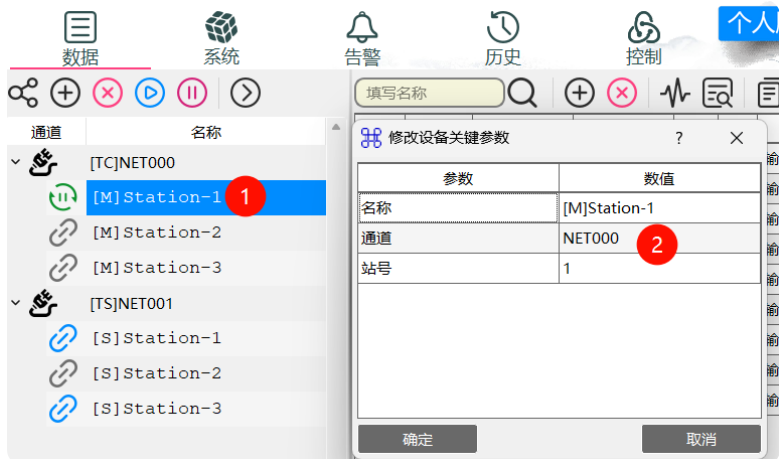 数据 系统 告警 历史 控制 个人
填写名称
通道 名称
[TC]NET000
[M]Station-1 1
[M]Station-2
[M]Station-3
[TS]NET001
[S]Station-1
[S]Station-2
[S]Station-3
修改设备关键参数 ?
参数 数值
名称 [M]Station-1
通道 NET000 2
站号 1
确定 取消